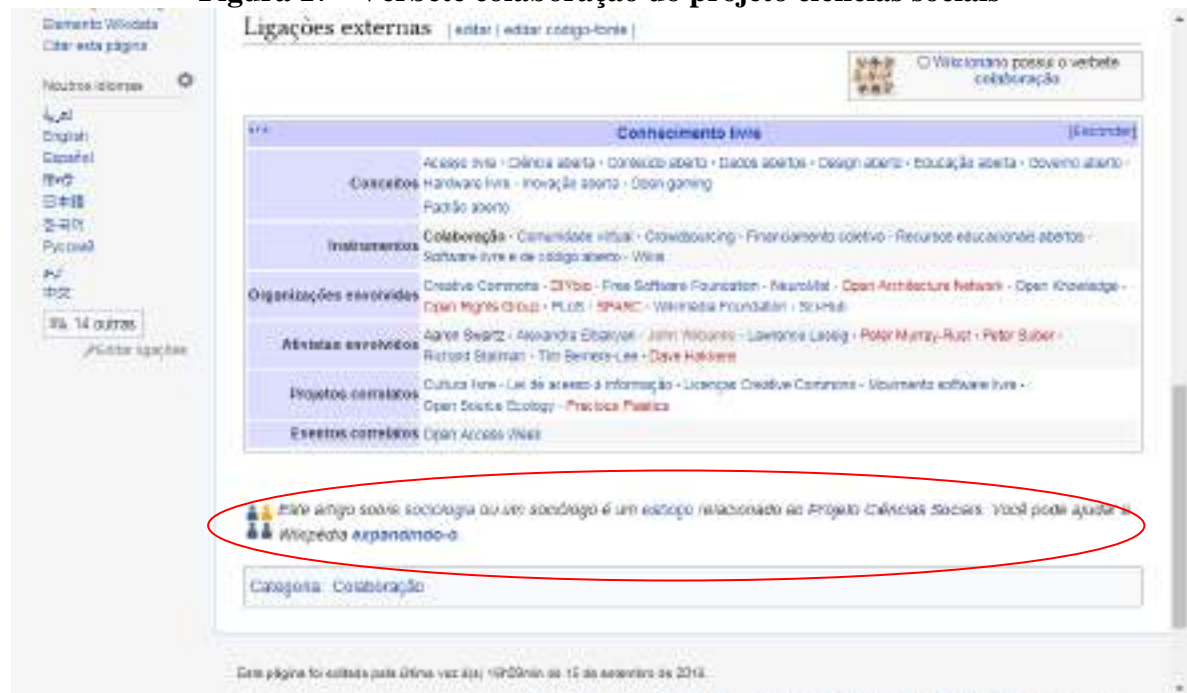 Verbete colaboração do projeto ciências sociais
Elemento Wikidata
Citar esta página
Noutros idiomas
العربية
English
Español
हिन्दी
日本語
한국어
Русский
اردو
中文
Há 14 outras
Editar ligações
Ligações externas [ editar | editar código-fonte ]
O Wikcionário possui o verbete
colaboração
v • e Conhecimento livre [Esconder]
Acesso livre · Ciência aberta · Conteúdo aberto · Dados abertos · Design aberto · Educação aberta · Governo aberto ·
Conceitos Hardware livre · Inovação aberta · Open gaming
Padrão aberto
Instrumentos Colaboração · Comunidade virtual · Crowdsourcing · Financiamento coletivo · Recursos educacionais abertos ·
Software livre e de código aberto · Wikis
Organizações envolvidas Creative Commons · DIYbio · Free Software Foundation · NeuroMat · Open Architecture Network · Open Knowledge ·
Open Rights Group · PLoS · SPARC · Wikimedia Foundation · Sci-Hub
Ativistas envolvidos Aaron Swartz · Alexandra Elbakyan · John Wilbanks · Lawrence Lessig · Peter Murray-Rust · Peter Suber ·
Richard Stallman · Tim Berners-Lee · Dave Hakkens
Projetos correlatos Cultura livre · Lei de acesso à informação · Licenças Creative Commons · Movimento software livre ·
Open Source Ecology · Precious Plastics
Eventos correlatos Open Access Week
Este artigo sobre sociologia ou um sociólogo é um esboço relacionado ao Projeto Ciências Sociais. Você pode ajudar a
Wikipédia expandindo-o.
Categoria: Colaboração
Esta página foi editada pela última vez à(s) de setembro de